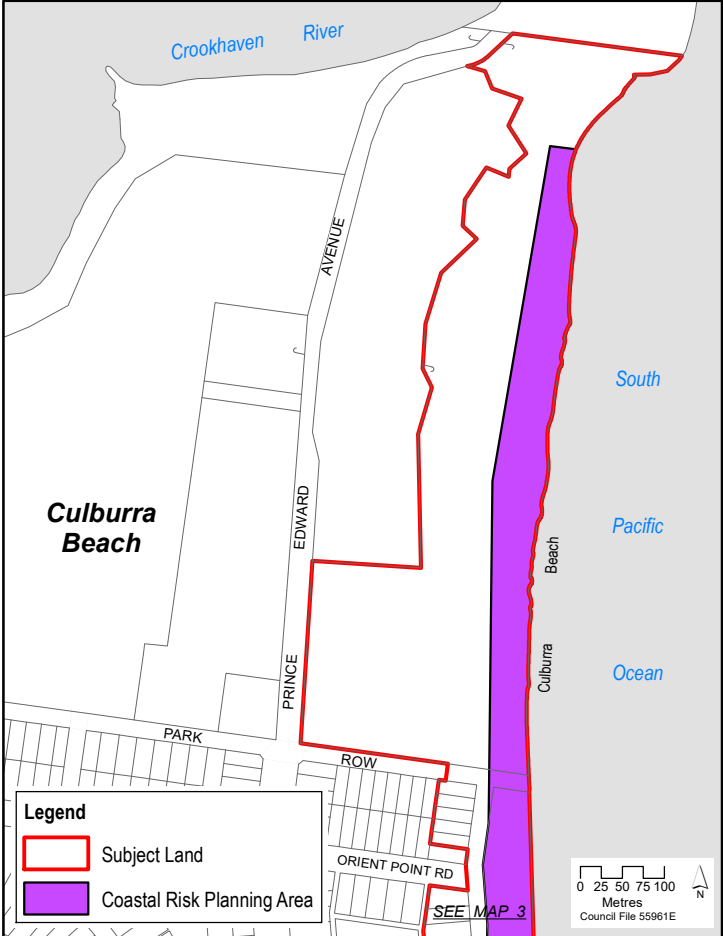 Crookhaven River
AVENUE
South
Culburra
Beach
EDWARD
Pacific
Beach
Culburra
Ocean
PRINCE
PARK
ROW
Legend
Subject Land
Coastal Risk Planning Area
ORIENT POINT RD
SEE MAP 3
0 25 50 75 100
Metres
Council File 55961E
N